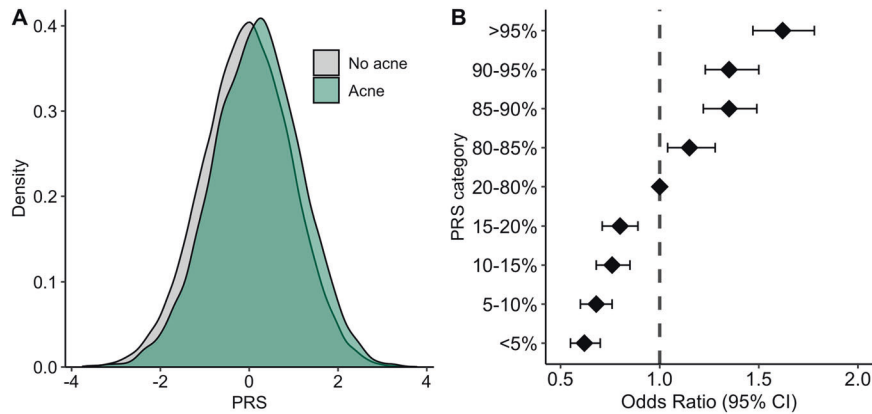 A
0.4
0.3
0.2
0.1
0.0
Density
-4
-2
0
2
4
PRS
No acne
Acne
B
>95%
90-95%
85-90%
80-85%
20-80%
15-20%
10-15%
5-10%
<5%
PRS category
0.5
1.0
1.5
2.0
Odds Ratio (95% CI)